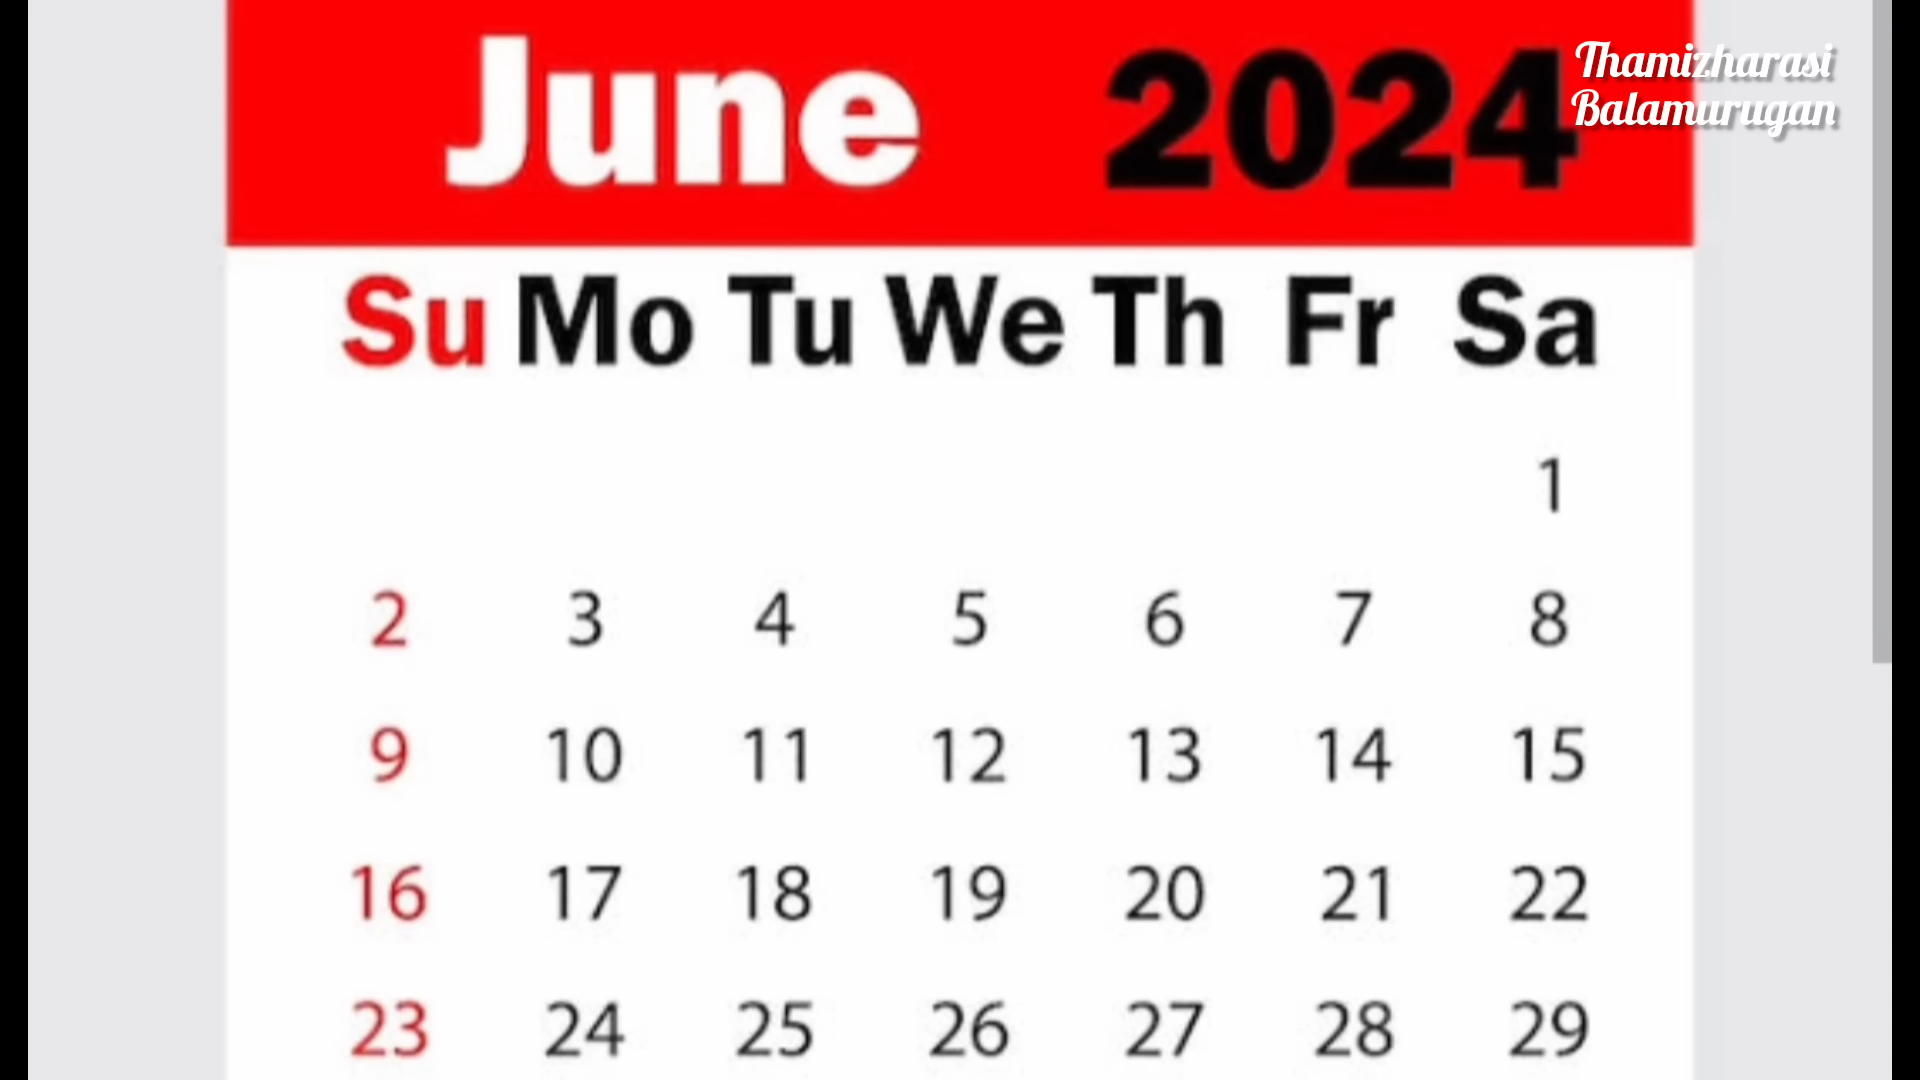 June 2024
Thamizharasi
Balamurugan
Su Mo Tu We Th Fr Sa
1
2 3 4 5 6 7 8
9 10 11 12 13 14 15
16 17 18 19 20 21 22
23 24 25 26 27 28 29